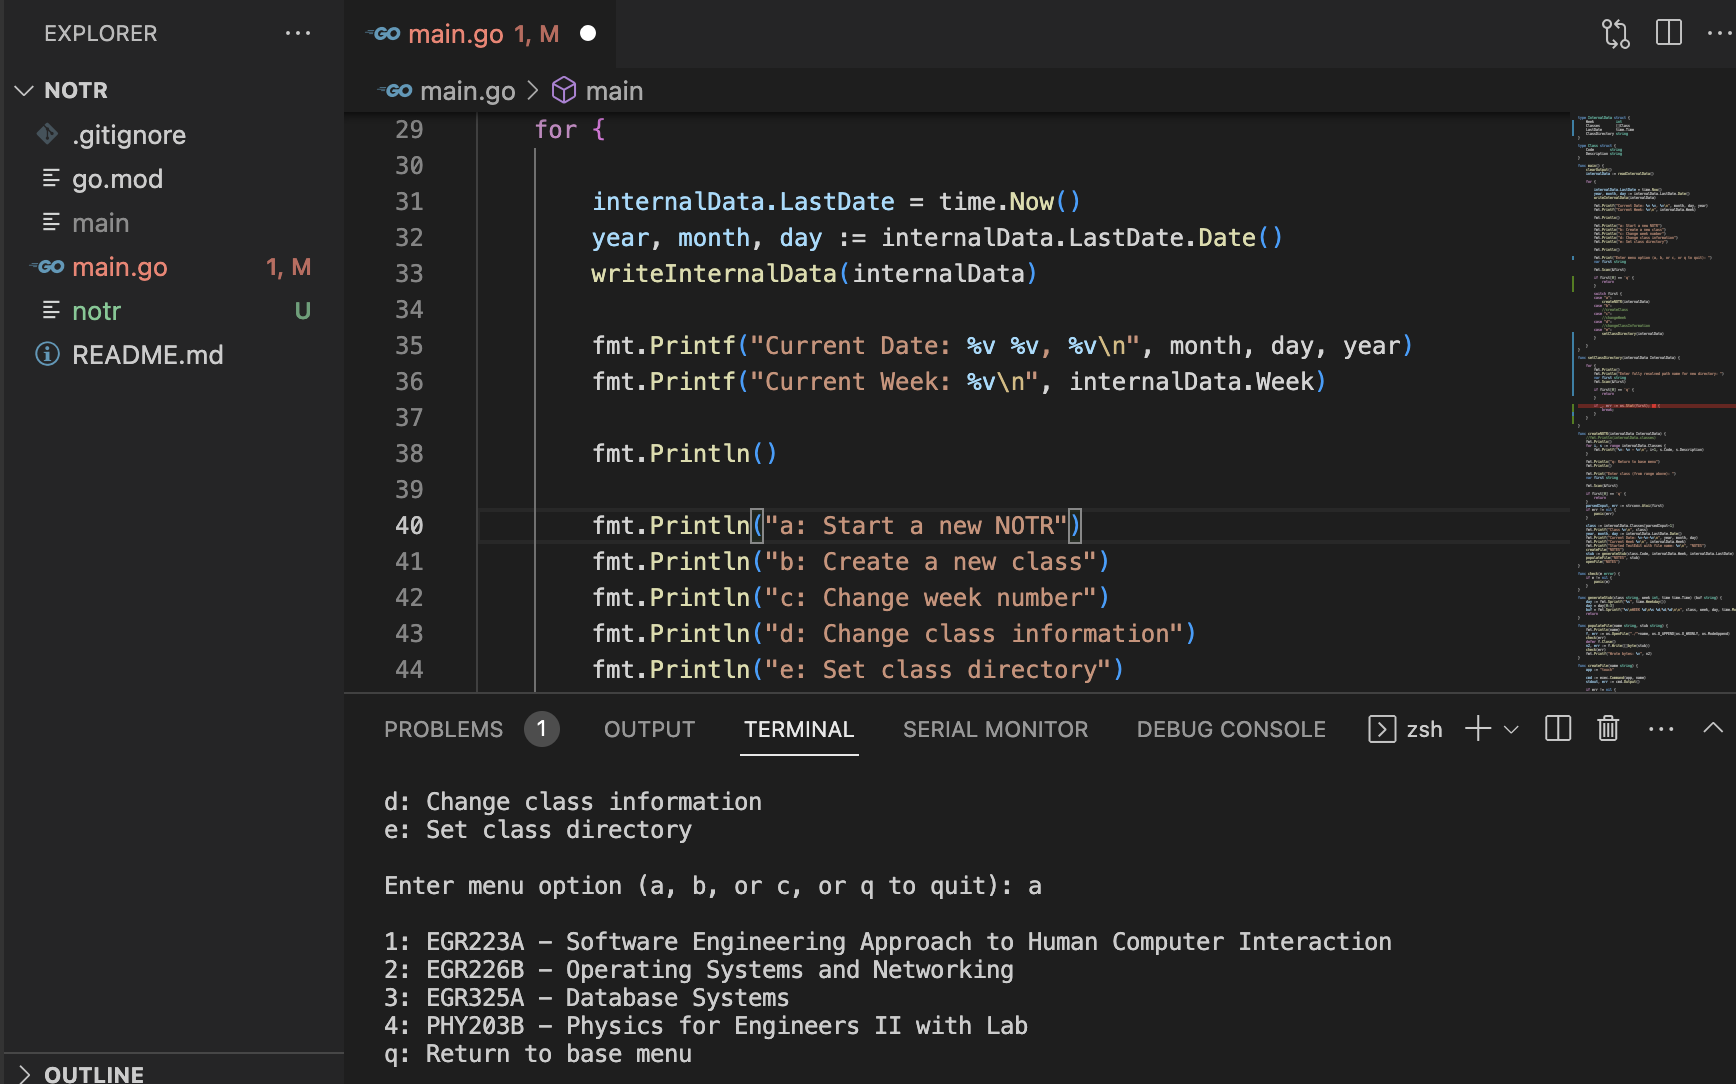 EXPLORER
GO main.go 1, M
NOTR
.gitignore
go.mod
main
GO main.go 1, M
notr U
README.md
OUTLINE
GO main.go > main
29 for {
30
31 internalData.LastDate = time.Now()
32 year, month, day := internalData.LastDate.Date()
33 writeInternalData(internalData)
34
35 fmt.Printf("Current Date: %v %v, %v\n", month, day, year)
36 fmt.Printf("Current Week: %v\n", internalData.Week)
37
38 fmt.Println()
39
40 fmt.Println("a: Start a new NOTR")
41 fmt.Println("b: Create a new class")
42 fmt.Println("c: Change week number")
43 fmt.Println("d: Change class information")
44 fmt.Println("e: Set class directory")
PROBLEMS 1 OUTPUT TERMINAL SERIAL MONITOR DEBUG CONSOLE zsh
d: Change class information
e: Set class directory
Enter menu option (a, b, or c, or q to quit): a
1: EGR223A – Software Engineering Approach to Human Computer Interaction
2: EGR226B – Operating Systems and Networking
3: EGR325A – Database Systems
4: PHY203B – Physics for Engineers II with Lab
q: Return to base menu